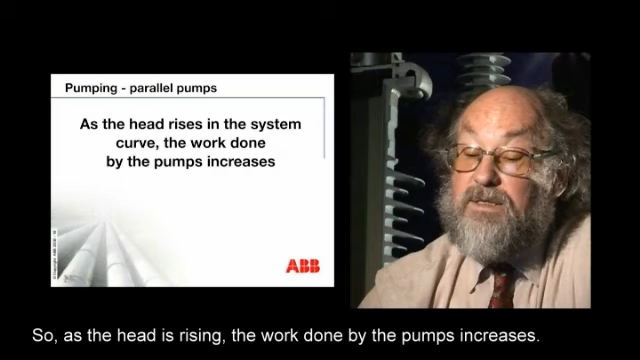 Pumping - parallel pumps
As the head rises in the system
curve, the work done
by the pumps increases
ABB
So, as the head is rising, the work done by the pumps increases.